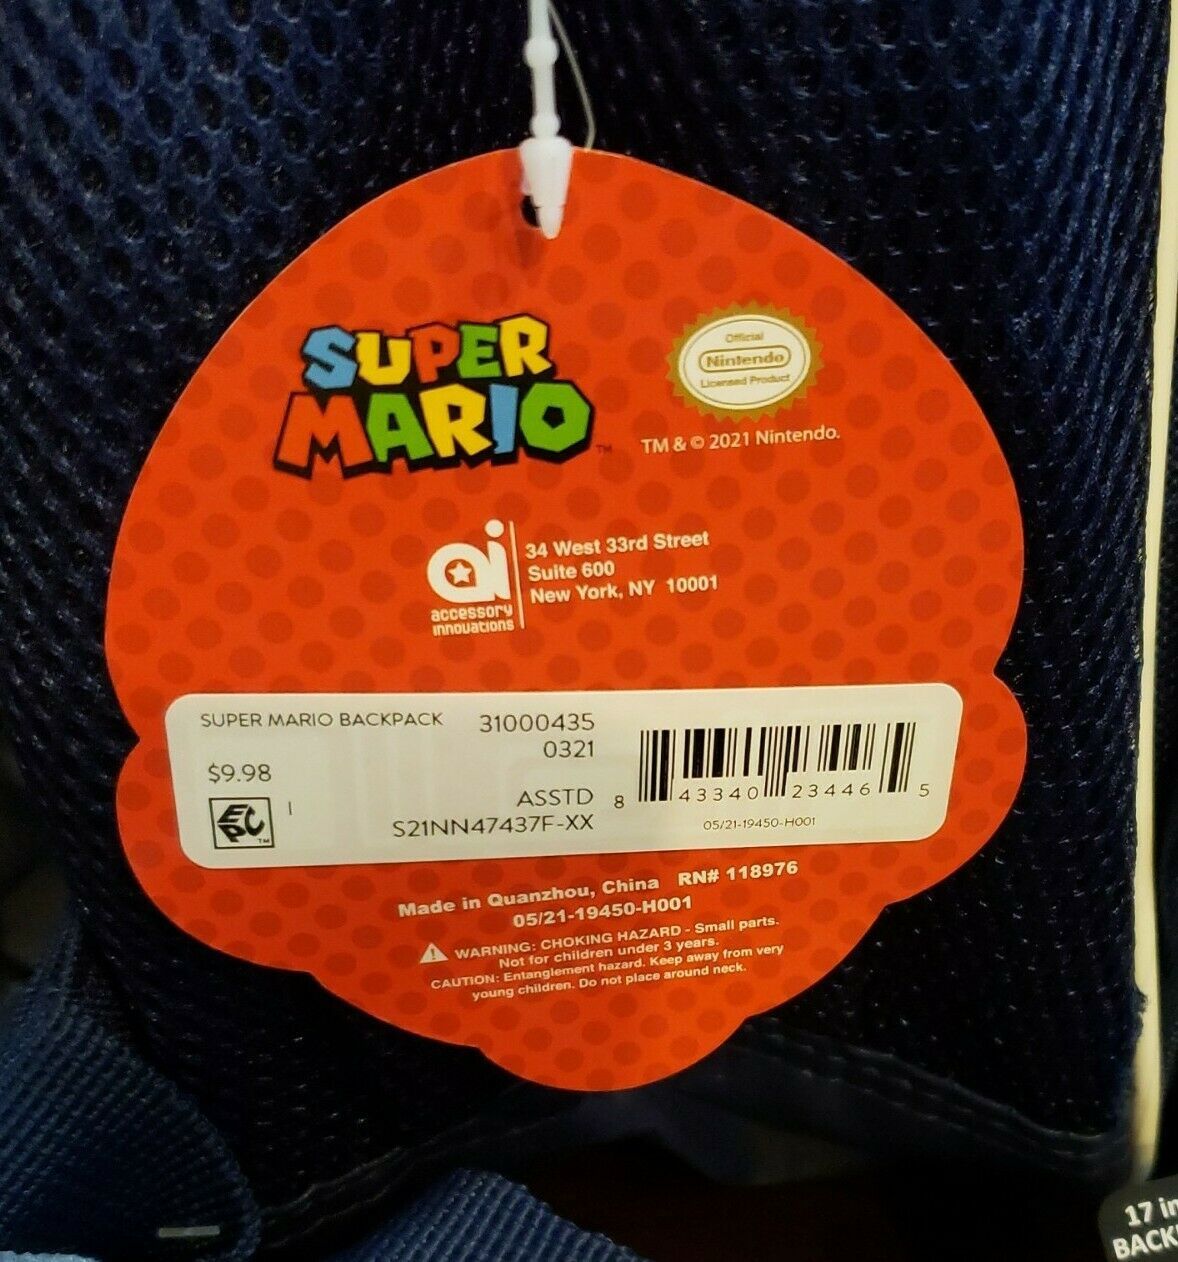 SUPER
MARIO™
Official
Nintendo
Licensed Product
TM & © 2021 Nintendo.
ai
accessory
innovations
34 West 33rd Street
Suite 600
New York, NY 10001
SUPER MARIO BACKPACK 31000435
0321
$9.98
EPC™ I
ASSTD
S21NN47437F-XX
8 43340 23446 5
05/21-19450-H001
Made in Quanzhou, China RN# 118976
05/21-19450-H001
WARNING: CHOKING HAZARD - Small parts.
Not for children under 3 years.
CAUTION: Entanglement hazard. Keep away from very
young children. Do not place around neck.
17 in
BACK